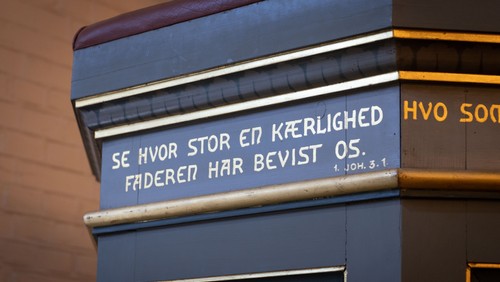 SE HVOR STOR EN KÆRLIGHED
FADEREN HAR BEVIST OS.
1. JOH. 3. 1
HVO SOM